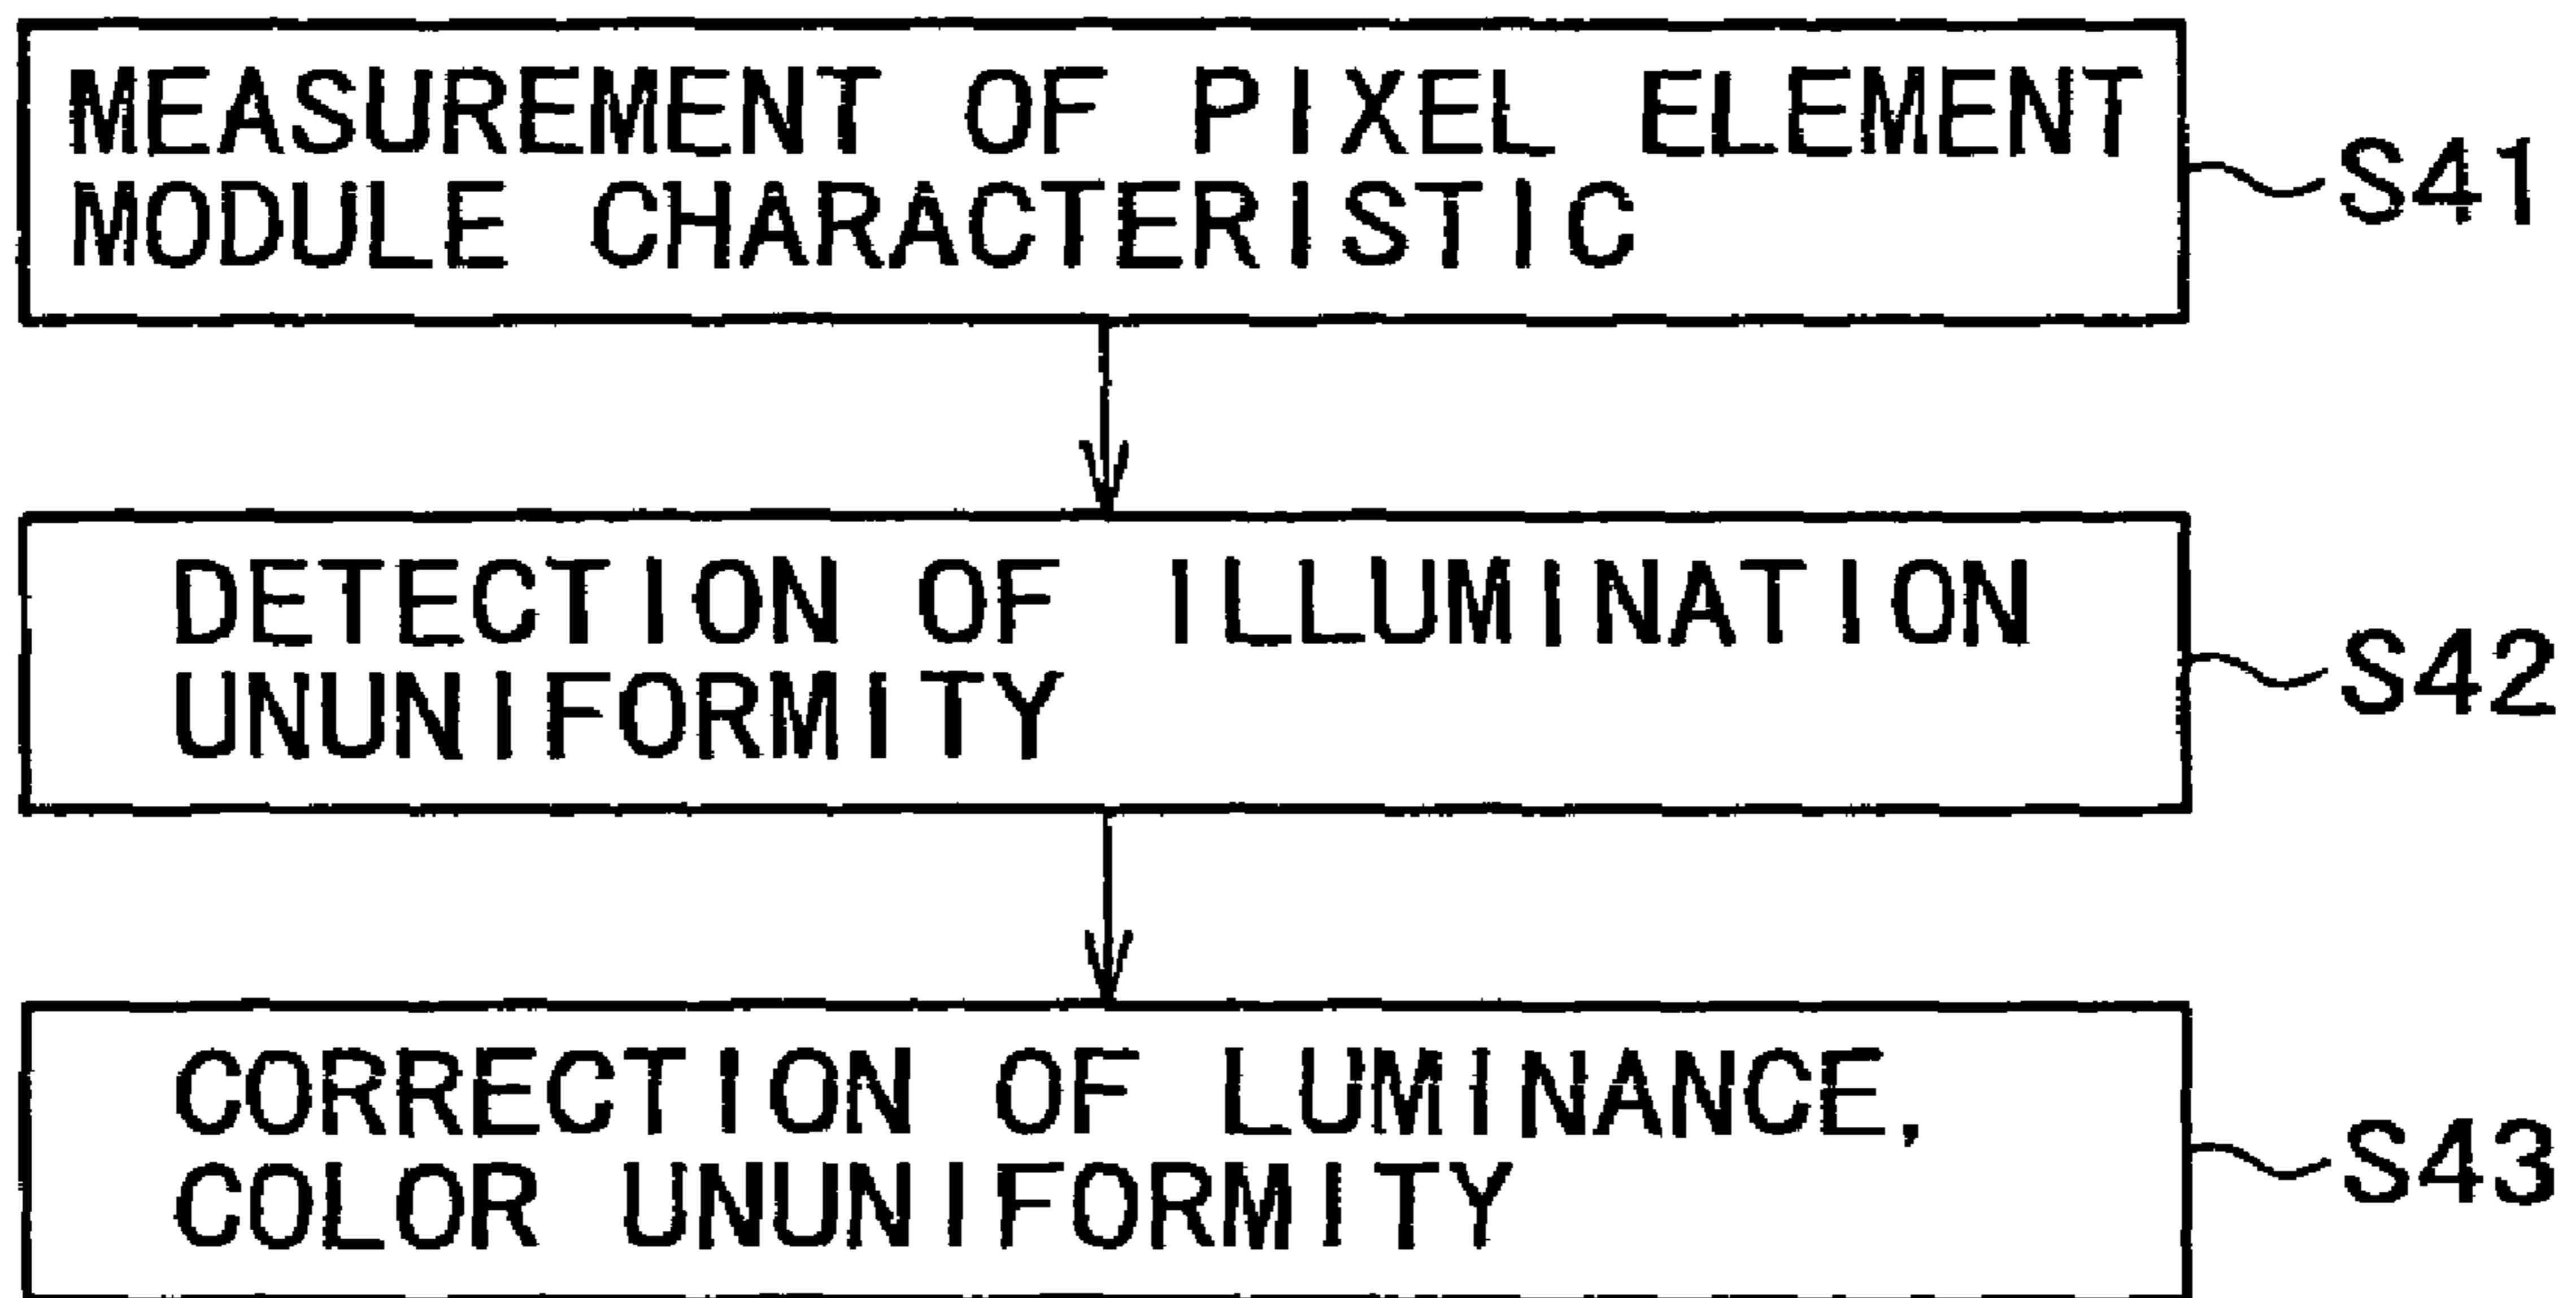 MEASUREMENT OF PIXEL ELEMENT
MODULE CHARACTERISTIC
S41
DETECTION OF ILLUMINATION
UNUNIFORMITY
S42
CORRECTION OF LUMINANCE,
COLOR UNUNIFORMITY
S43